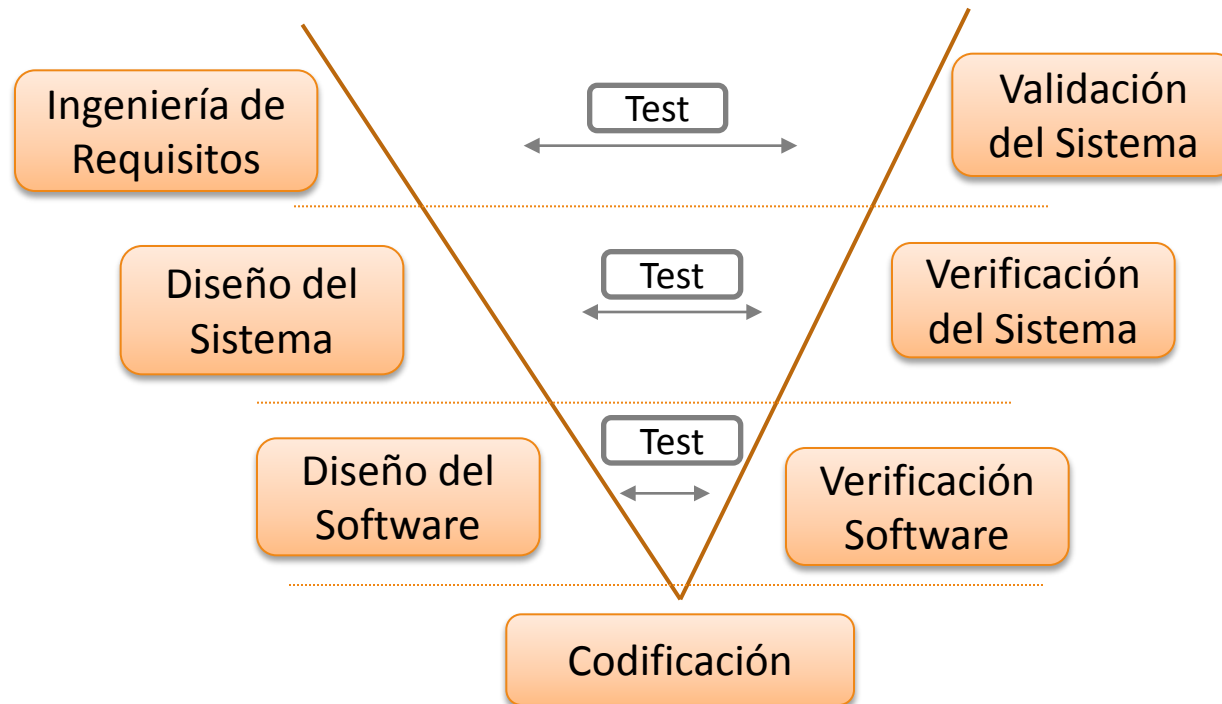 Ingeniería de
Requisitos
Test
Validación
del Sistema
Diseño del
Sistema
Test
Verificación
del Sistema
Diseño del
Software
Test
Verificación
Software
Codificación